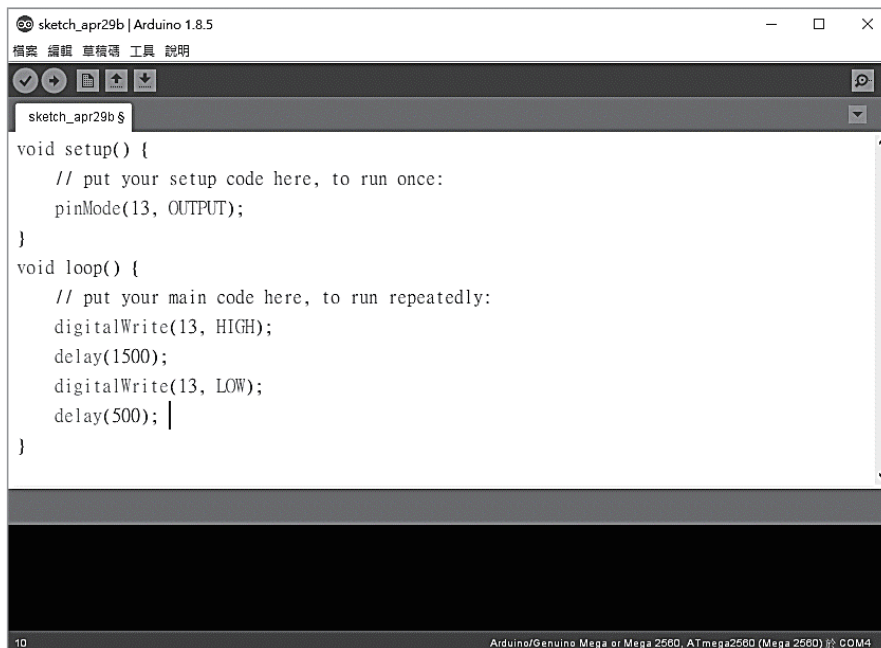 sketch_apr29b | Arduino 1.8.5
檔案 編輯 草稿碼 工具 說明
sketch_apr29b §
void setup() {
// put your setup code here, to run once:
pinMode(13, OUTPUT);
}
void loop() {
// put your main code here, to run repeatedly:
digitalWrite(13, HIGH);
delay(1500);
digitalWrite(13, LOW);
delay(500);
}
10
Arduino/Genuino Mega or Mega 2560, ATmega2560 (Mega 2560) 於 COM4